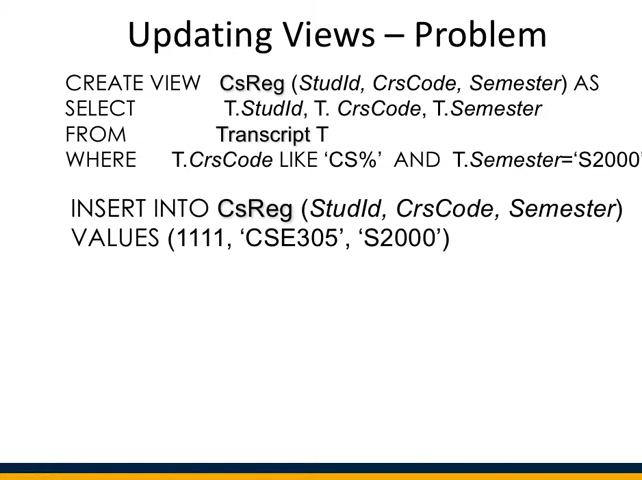 Updating Views – Problem
CREATE VIEW CsReg (StudId, CrsCode, Semester) AS
SELECT T.StudId, T. CrsCode, T.Semester
FROM Transcript T
WHERE T.CrsCode LIKE ‘CS%’ AND T.Semester=‘S2000’
INSERT INTO CsReg (StudId, CrsCode, Semester)
VALUES (1111, ‘CSE305’, ‘S2000’)